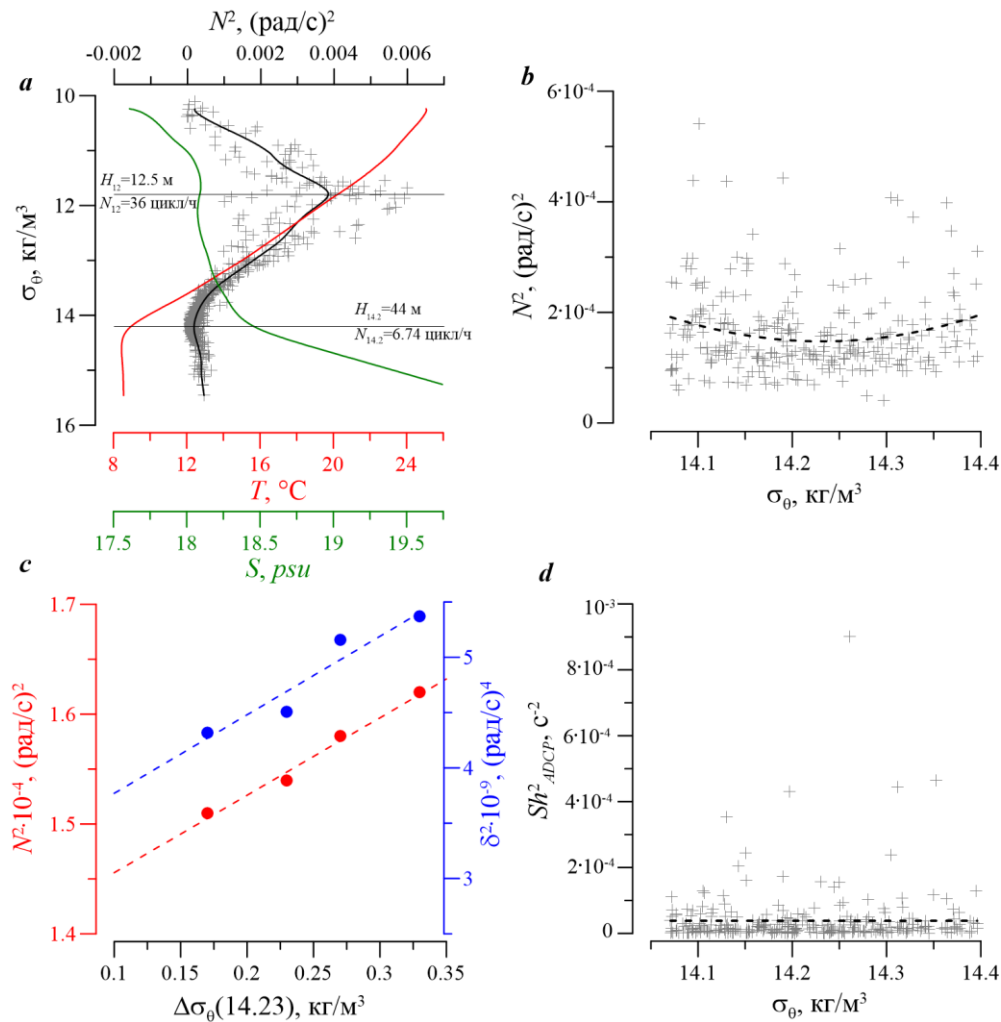 N², (рад/с)²
-0.002 0 0.002 0.004 0.006
a
10
12
14
16
σθ, кг/м³
H₁₂=12.5 м
N₁₂=36 цикл/ч
H₁₄.₂=44 м
N₁₄.₂=6.74 цикл/ч
8 12 16 20 24
T, °C
17.5 18 18.5 19 19.5
S, psu
b
6·10⁻⁴
4·10⁻⁴
2·10⁻⁴
0
N², (рад/с)²
14.1 14.2 14.3 14.4
σθ, кг/м³
c
1.7
1.6
1.5
1.4
N²·10⁻⁴, (рад/с)²
5
4
3
δ²·10⁻⁹, (рад/с)⁴
0.1 0.15 0.2 0.25 0.3 0.35
Δσθ(14.23), кг/м³
d
10⁻³
8·10⁻⁴
6·10⁻⁴
4·10⁻⁴
2·10⁻⁴
0
Sh²ADCP, с⁻²
14.1 14.2 14.3 14.4
σθ, кг/м³